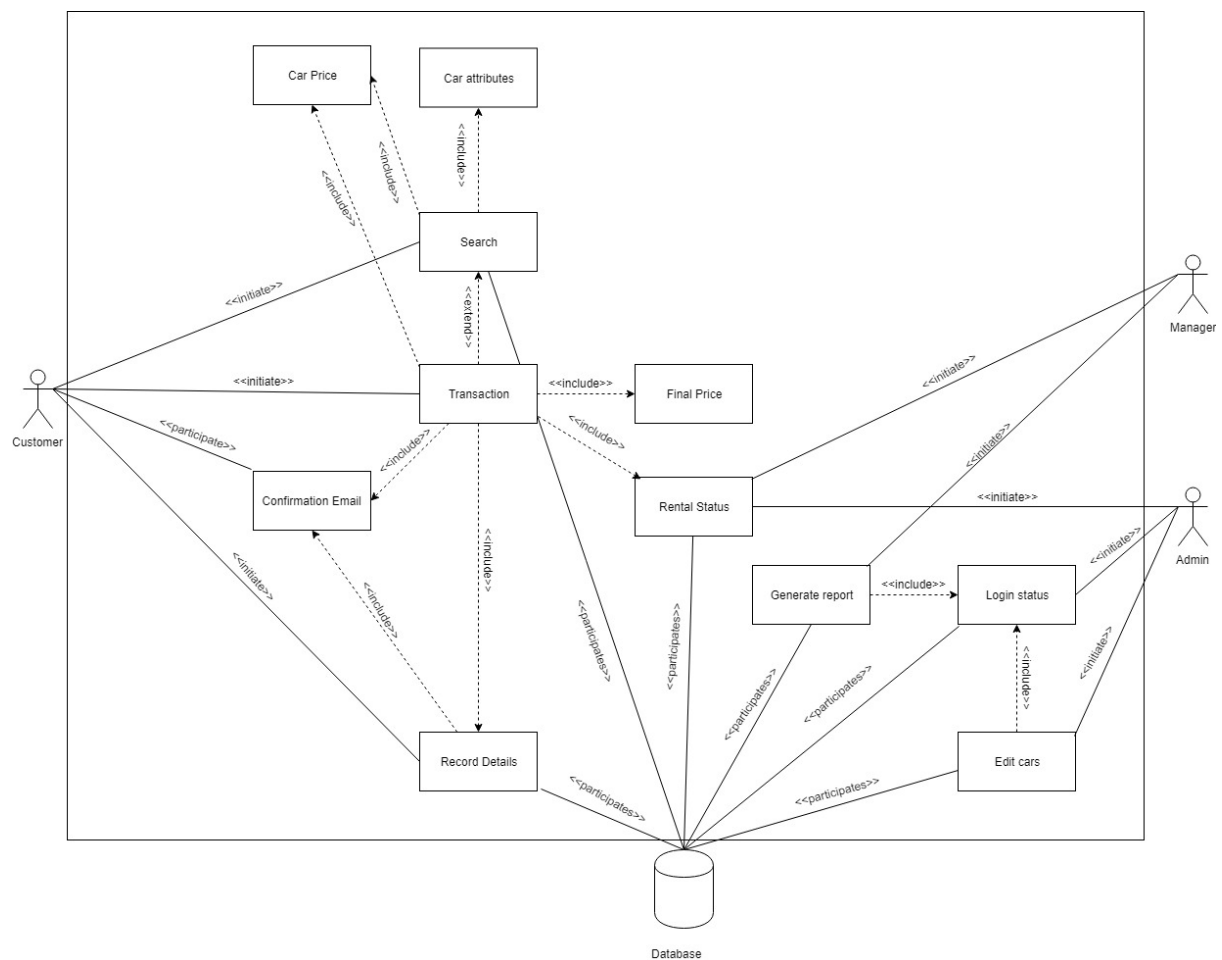 Car Price
Car attributes
<<include>>
<<include>>
<<include>>
Search
<<initiate>>
<<extend>>
Manager
<<initiate>>
<<initiate>>
<<include>>
Transaction
Final Price
Customer
<<participate>>
<<include>>
<<include>>
<<initiate>>
Confirmation Email
Rental Status
<<initiate>>
Admin
<<initiate>>
<<include>>
<<initiate>>
<<include>>
Generate report
<<include>>
Login status
<<participates>>
<<participates>>
<<participates>>
<<participates>>
<<include>>
<<initiate>>
Record Details
Edit cars
<<participates>>
<<participates>>
Database